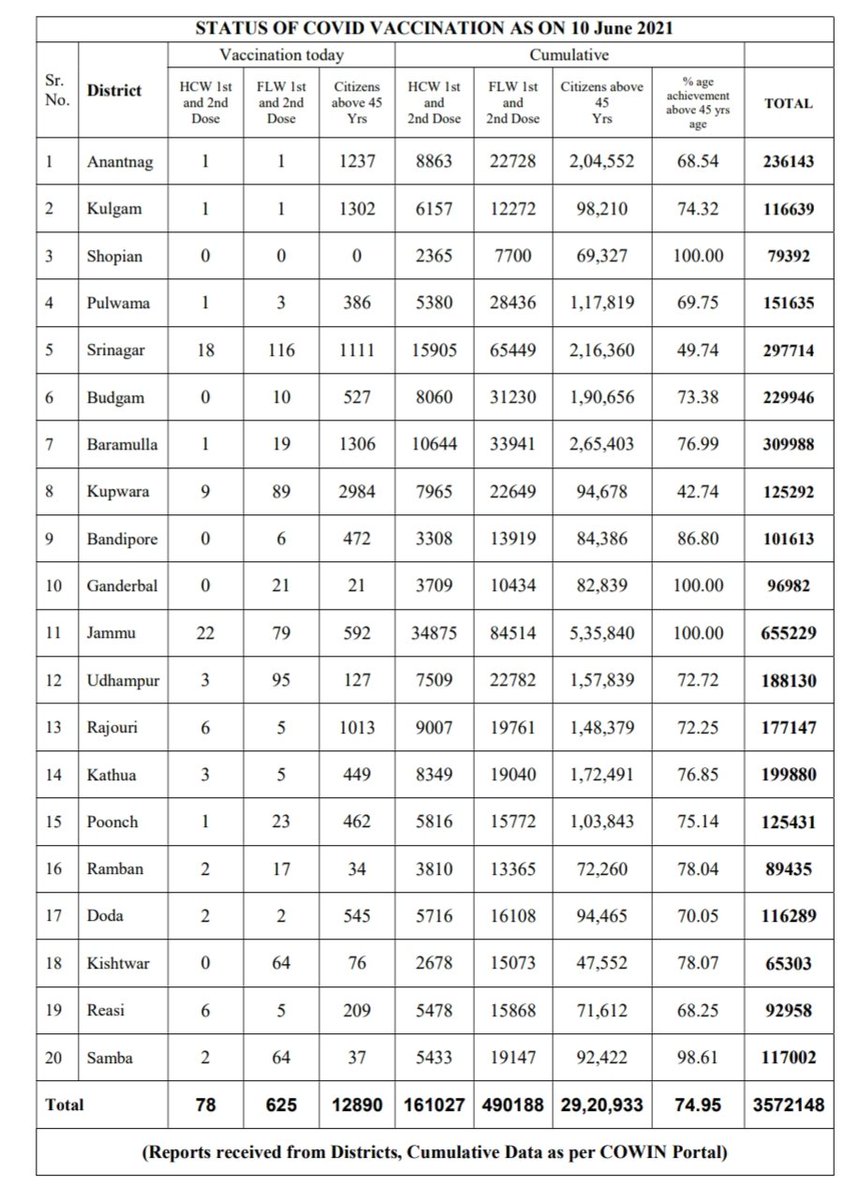 STATUS OF COVID VACCINATION AS ON 10 June 2021
Vaccination today Cumulative
Sr. No. District HCW 1st and 2nd Dose FLW 1st and 2nd Dose Citizens above 45 Yrs HCW 1st and 2nd Dose FLW 1st and 2nd Dose Citizens above 45 Yrs % age achievement above 45 yrs age TOTAL
1 Anantnag 1 1 1237 8863 22728 2,04,552 68.54 236143
2 Kulgam 1 1 1302 6157 12272 98,210 74.32 116639
3 Shopian 0 0 0 2365 7700 69,327 100.00 79392
4 Pulwama 1 3 386 5380 28436 1,17,819 69.75 151635
5 Srinagar 18 116 1111 15905 65449 2,16,360 49.74 297714
6 Budgam 0 10 527 8060 31230 1,90,656 73.38 229946
7 Baramulla 1 19 1306 10644 33941 2,65,403 76.99 309988
8 Kupwara 9 89 2984 7965 22649 94,678 42.74 125292
9 Bandipore 0 6 472 3308 13919 84,386 86.80 101613
10 Ganderbal 0 21 21 3709 10434 82,839 100.00 96982
11 Jammu 22 79 592 34875 84514 5,35,840 100.00 655229
12 Udhampur 3 95 127 7509 22782 1,57,839 72.72 188130
13 Rajouri 6 5 1013 9007 19761 1,48,379 72.25 177147
14 Kathua 3 5 449 8349 19040 1,72,491 76.85 199880
15 Poonch 1 23 462 5816 15772 1,03,843 75.14 125431
16 Ramban 2 17 34 3810 13365 72,260 78.04 89435
17 Doda 2 2 545 5716 16108 94,465 70.05 116289
18 Kishtwar 0 64 76 2678 15073 47,552 78.07 65303
19 Reasi 6 5 209 5478 15868 71,612 68.25 92958
20 Samba 2 64 37 5433 19147 92,422 98.61 117002
Total 78 625 12890 161027 490188 29,20,933 74.95 3572148
(Reports received from Districts, Cumulative Data as per COWIN Portal)